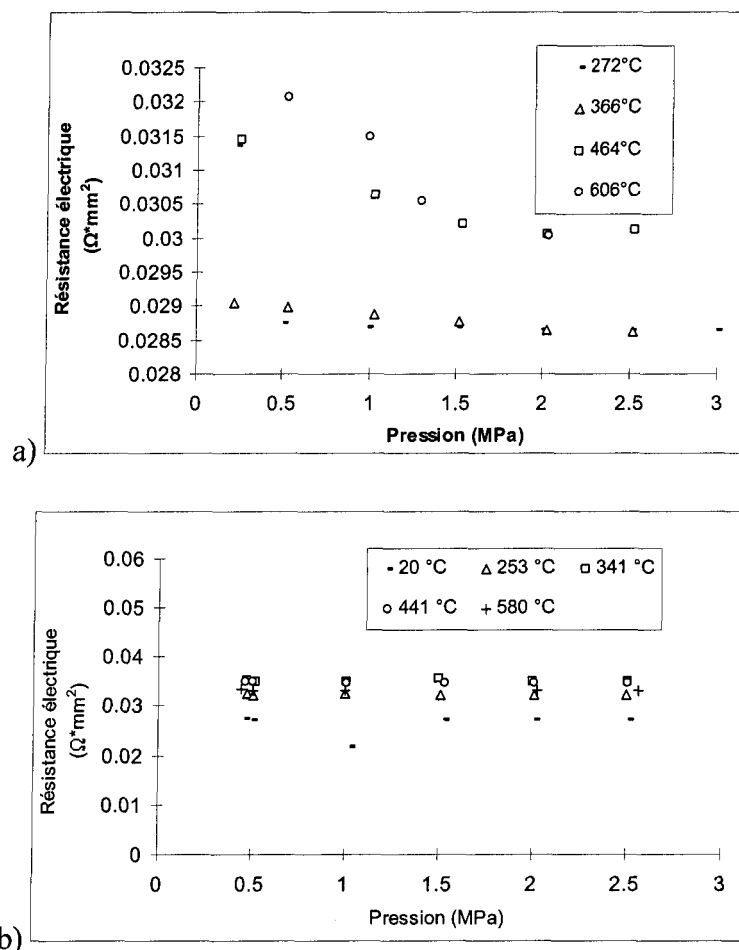 a)
Résistance électrique
(Ω*mm²)
0.0325
0.032
0.0315
0.031
0.0305
0.03
0.0295
0.029
0.0285
0.028
0 0.5 1 1.5 2 2.5 3
Pression (MPa)
272°C
366°C
464°C
606°C
b)
Résistance électrique
(Ω*mm²)
0.06
0.05
0.04
0.03
0.02
0.01
0
0 0.5 1 1.5 2 2.5 3
Pression (MPa)
20 °C 253 °C 341 °C
441 °C 580 °C